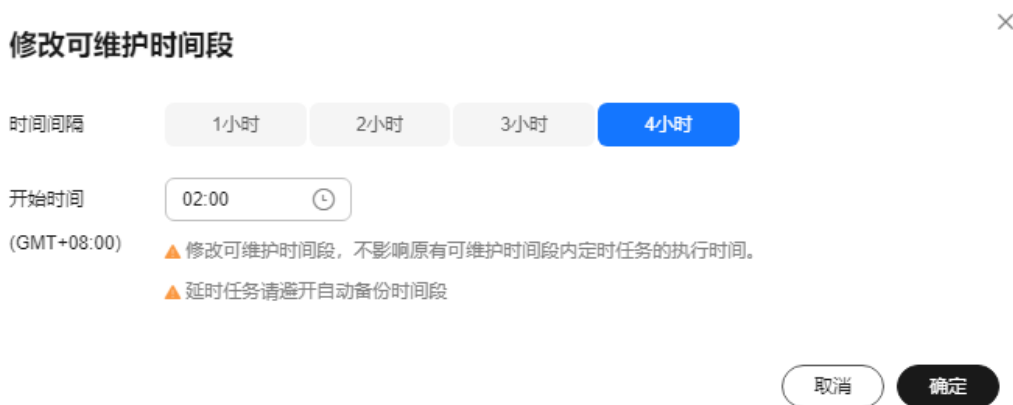 修改可维护时间段
时间间隔 1小时 2小时 3小时 4小时
开始时间 02:00
(GMT+08:00) 修改可维护时间段，不影响原有可维护时间段内定时任务的执行时间。
延时任务请避开自动备份时间段
取消 确定